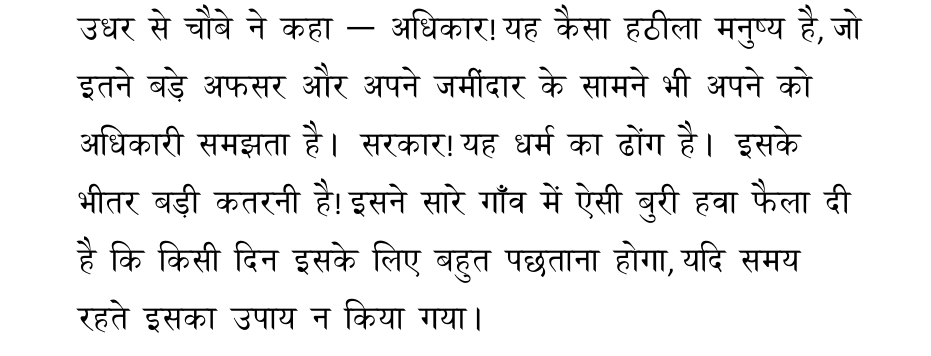 उधर से चौबे ने कहा — अधिकार! यह कैसा हठीला मनुष्य है, जो
इतने बड़े अफसर और अपने जमींदार के सामने भी अपने को
अधिकारी समझता है। सरकार! यह धर्म का ढोंग है। इसके
भीतर बड़ी कतरनी है! इसने सारे गाँव में ऐसी बुरी हवा फैला दी
है कि किसी दिन इसके लिए बहुत पछताना होगा, यदि समय
रहते इसका उपाय न किया गया।